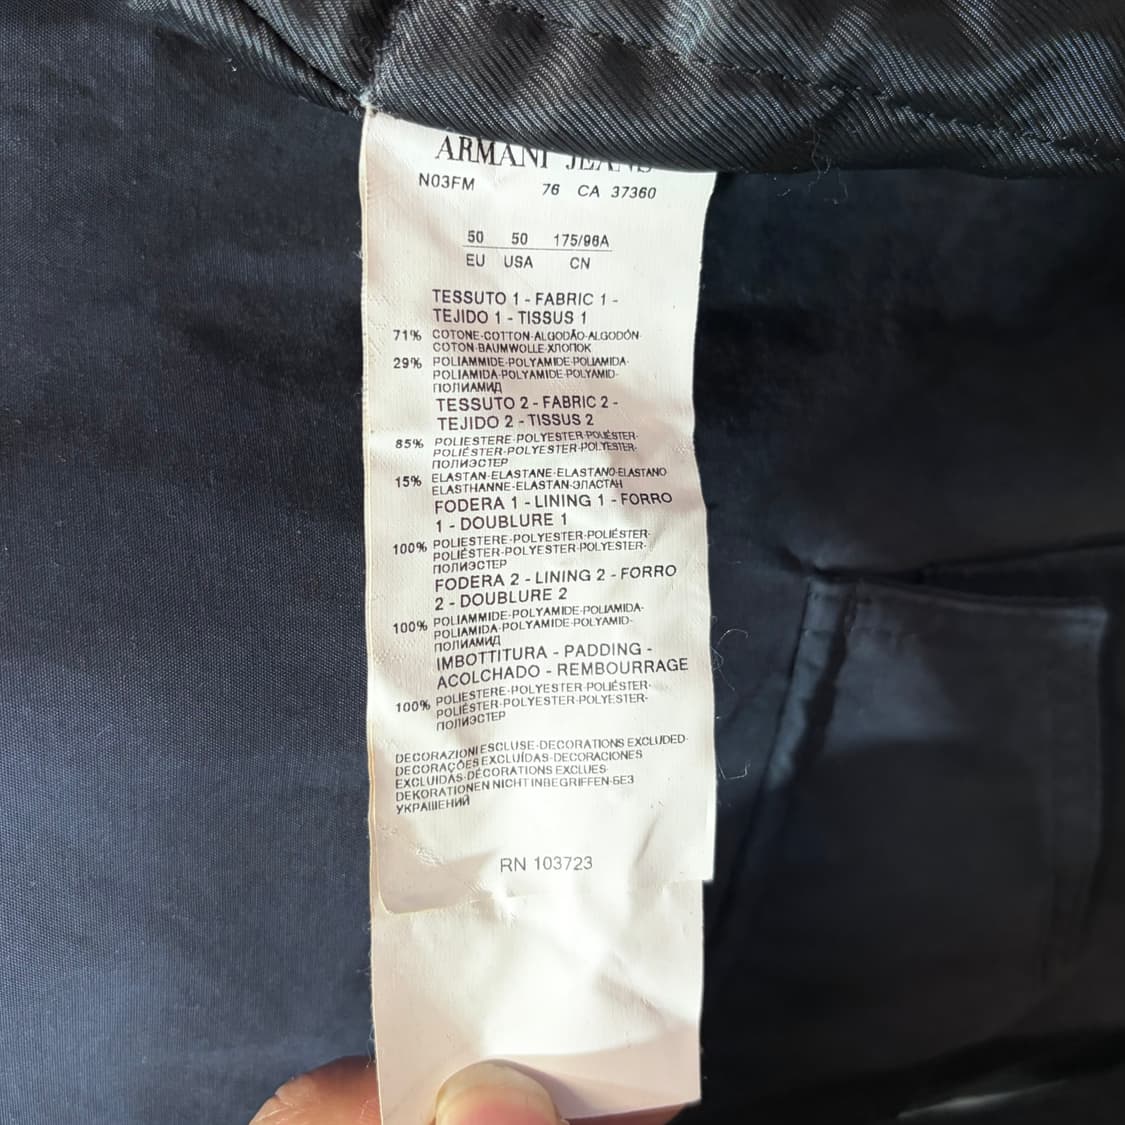 ARMANI JEANS
N03FM 76 CA 37360
50 50 175/96A
EU USA CN
TESSUTO 1 - FABRIC 1 -
TEJIDO 1 - TISSUS 1
71% COTONE-COTTON-ALGODÃO-ALGODÓN-
COTON-BAUMWOLLE-ХЛОПОК
29% POLIAMMIDE-POLYAMIDE-POLIAMIDA-
POLIAMIDA-POLYAMIDE-POLYAMID-
ПОЛИАМИД
TESSUTO 2 - FABRIC 2 -
TEJIDO 2 - TISSUS 2
85% POLIESTERE-POLYESTER-POLIÉSTER-
POLIÉSTER-POLYESTER-POLYESTER-
ПОЛИЭСТЕР
15% ELASTAN-ELASTANE-ELASTANO-ELASTANO
ELASTHANNE-ELASTAN-ЭЛАСТАН
FODERA 1 - LINING 1 - FORRO
1 - DOUBLURE 1
100% POLIESTERE-POLYESTER-POLIÉSTER-
POLIÉSTER-POLYESTER-POLYESTER-
ПОЛИЭСТЕР
FODERA 2 - LINING 2 - FORRO
2 - DOUBLURE 2
100% POLIAMMIDE-POLYAMIDE-POLIAMIDA-
POLIAMIDA-POLYAMIDE-POLYAMID-
ПОЛИАМИД
IMBOTTITURA - PADDING -
ACOLCHADO - REMBOURRAGE
100% POLIESTERE-POLYESTER-POLIÉSTER-
POLIÉSTER-POLYESTER-POLYESTER-
ПОЛИЭСТЕР
DECORAZIONI ESCLUSE-DECORATIONS EXCLUDED-
DECORAÇÕES EXCLUÍDAS-DECORACIONES
EXCLUIDAS-DÉCORATIONS EXCLUES-
DEKORATIONEN NICHT INBEGRIFFEN-БЕЗ
УКРАШЕНИЙ
RN 103723